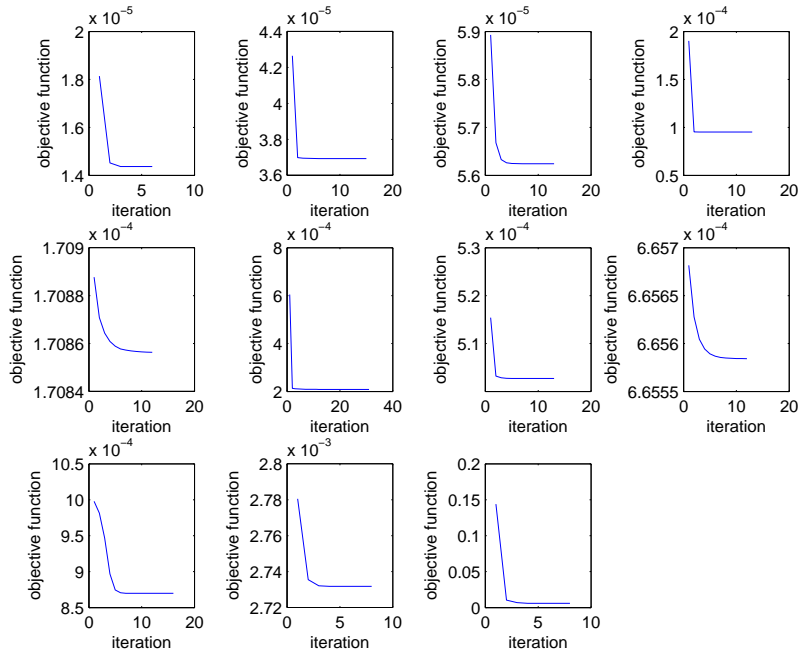 x 10⁻⁵
objective function
2
1.8
1.6
1.4
0
5
10
iteration
x 10⁻⁵
objective function
4.4
4.2
4
3.8
3.6
0
10
20
iteration
x 10⁻⁵
objective function
5.9
5.8
5.7
5.6
0
10
20
iteration
x 10⁻⁴
objective function
2
1.5
1
0.5
0
10
20
iteration
x 10⁻⁴
objective function
1.709
1.7088
1.7086
1.7084
0
10
20
iteration
x 10⁻⁴
objective function
8
6
4
2
0
20
40
iteration
x 10⁻⁴
objective function
5.3
5.2
5.1
0
10
20
iteration
x 10⁻⁴
objective function
6.657
6.6565
6.656
6.6555
0
10
20
iteration
x 10⁻⁴
objective function
10.5
10
9.5
9
8.5
0
10
20
iteration
x 10⁻³
objective function
2.8
2.78
2.76
2.74
2.72
0
5
10
iteration
objective function
0.2
0.15
0.1
0.05
0
0
5
10
iteration